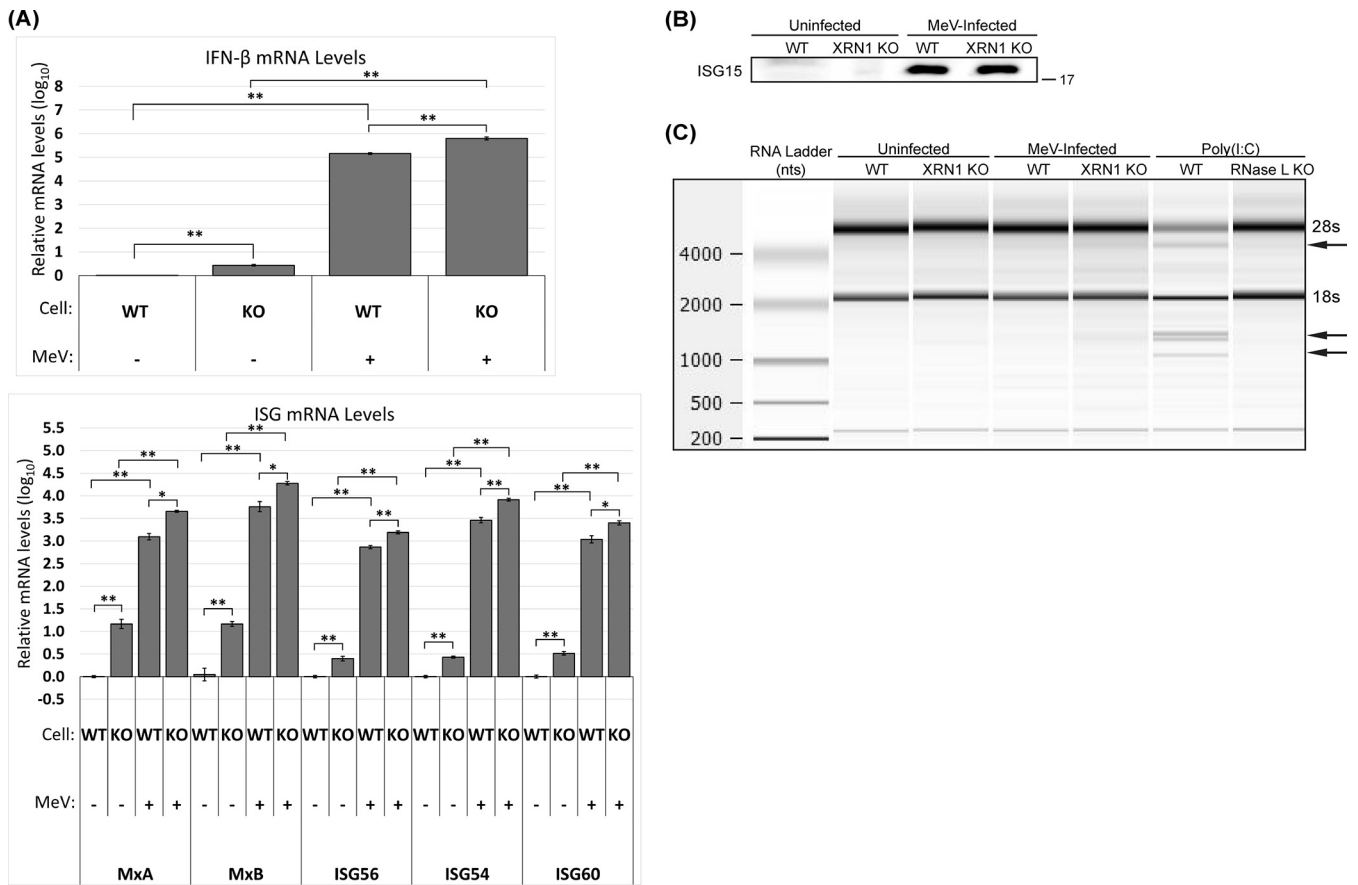 (A)
IFN-β mRNA Levels
Relative mRNA levels (log10)
8
7
6
5
4
3
2
1
0
** ** ** **
Cell: WT KO WT KO
MeV: - - + +
ISG mRNA Levels
Relative mRNA levels (log10)
5.5
5.0
4.5
4.0
3.5
3.0
2.5
2.0
1.5
1.0
0.5
0.0
-0.5
** ** ** *
** ** ** *
** ** ** **
** ** ** **
** ** ** *
Cell: WT KO WT KO WT KO WT KO WT KO WT KO WT KO WT KO WT KO WT KO
MeV: - - + + - - + + - - + + - - + + - - + +
MxA MxB ISG56 ISG54 ISG60
(B)
Uninfected MeV-Infected
WT XRN1 KO WT XRN1 KO
ISG15
17
(C)
RNA Ladder
(nts)
Uninfected MeV-Infected Poly(I:C)
WT XRN1 KO WT XRN1 KO WT RNase L KO
28s
4000
18s
2000
1000
500
200